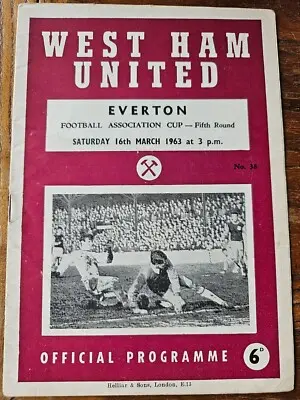 WEST HAM
UNITED
EVERTON
FOOTBALL ASSOCIATION CUP — Fifth Round
SATURDAY 16th MARCH 1963 at 3 p.m.
No. 38
OFFICIAL PROGRAMME 6D
Helliar & Sons, London, E.13